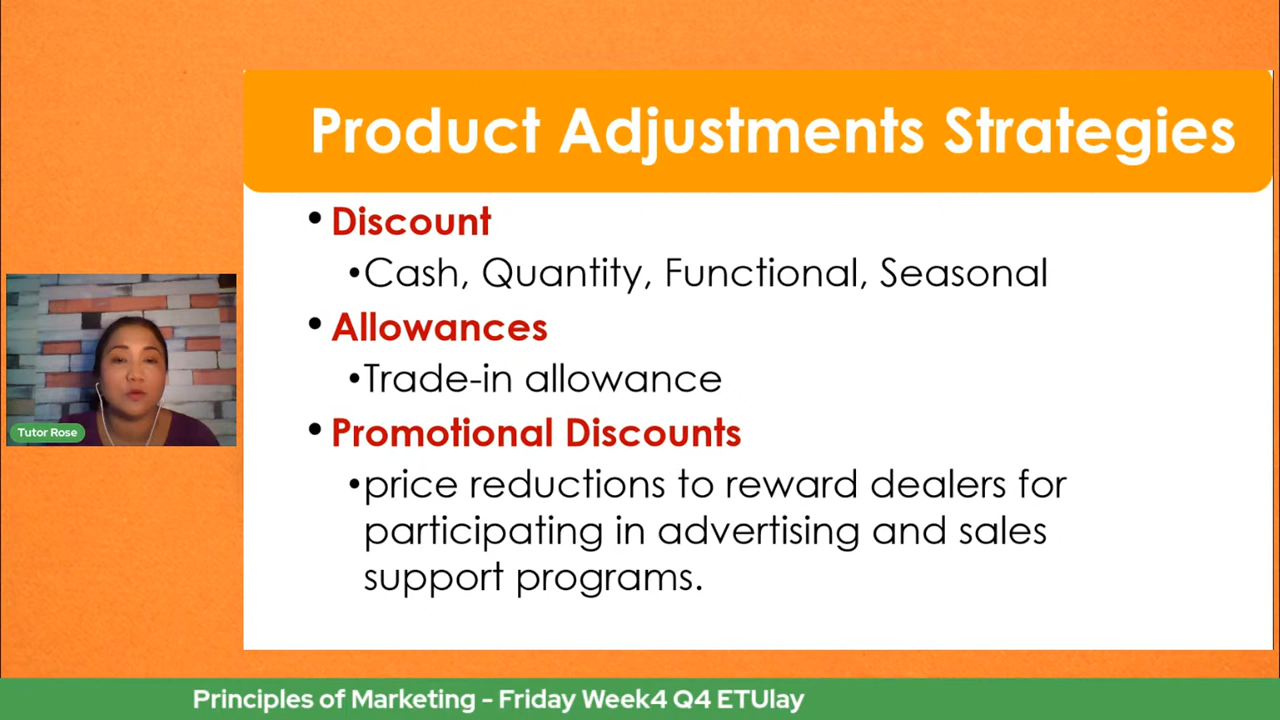 Product Adjustments Strategies
• Discount
•Cash, Quantity, Functional, Seasonal
• Allowances
•Trade-in allowance
• Promotional Discounts
•price reductions to reward dealers for
participating in advertising and sales
support programs.
Tutor Rose
Principles of Marketing - Friday Week4 Q4 ETUlay